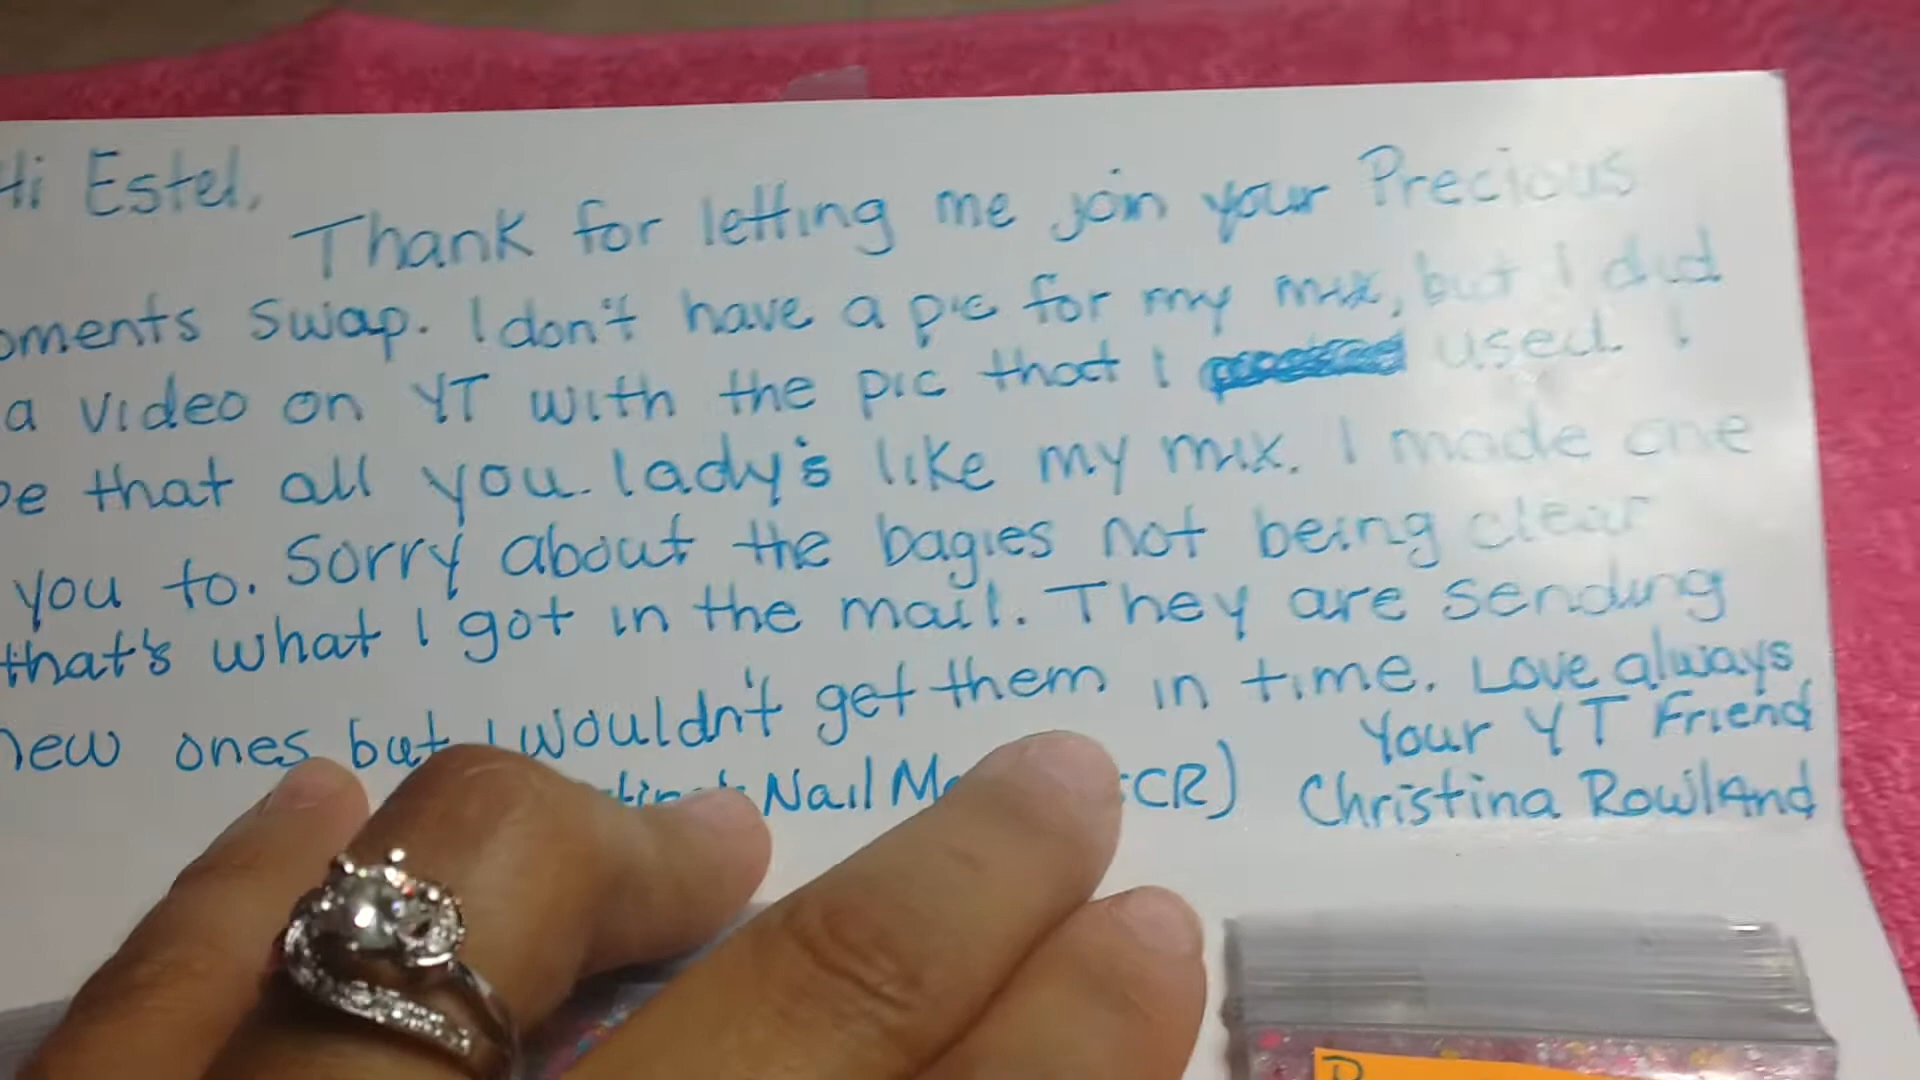 Hi Estel,
Thank for letting me join your Precious
oments Swap. I don't have a pic for my mix, but I did
a video on YT with the pic that I used I
pe that all you lady's like my mix. I made one
you to. Sorry about the bagies not being clear
that's what I got in the mail. They are sending
new ones but I wouldn't get them in time. Love always,
Your YT Friend
Nail CR) Christina Rowland